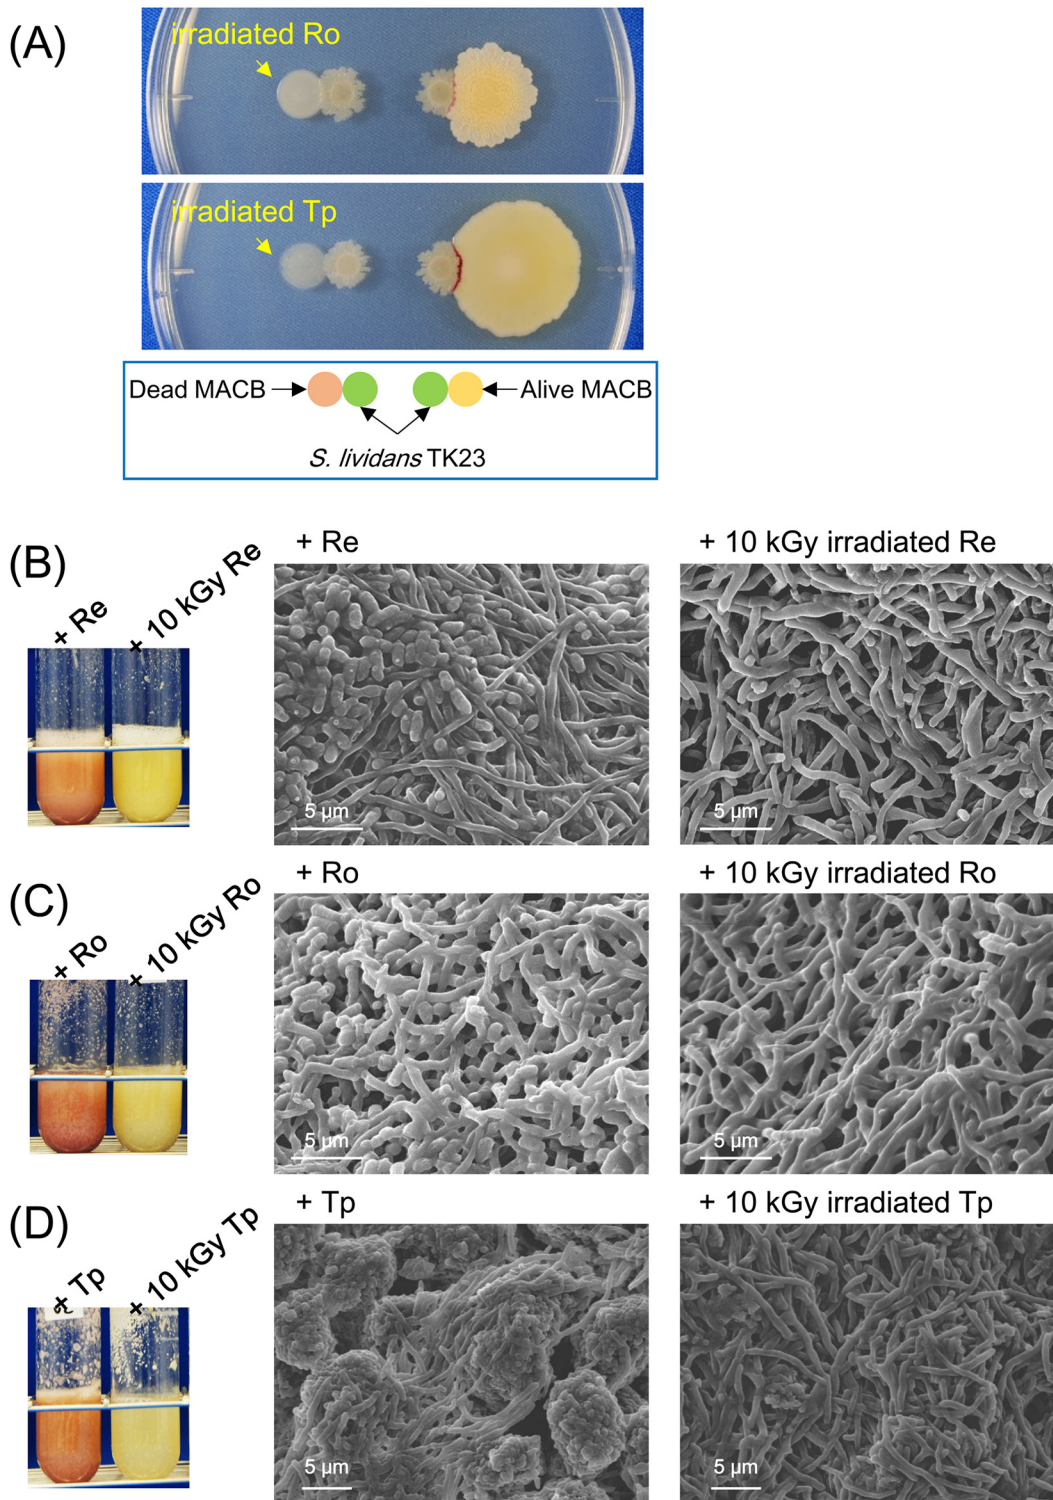 (A)
irradiated Ro
irradiated Tp
Dead MACB
Alive MACB
S. lividans TK23
(B)
+ Re
+ 10 kGy Re
+ Re
5 µm
+ 10 kGy irradiated Re
5 µm
(C)
+ Ro
+ 10 kGy Ro
+ Ro
5 µm
+ 10 kGy irradiated Ro
5 µm
(D)
+ Tp
+ 10 kGy Tp
+ Tp
5 µm
+ 10 kGy irradiated Tp
5 µm